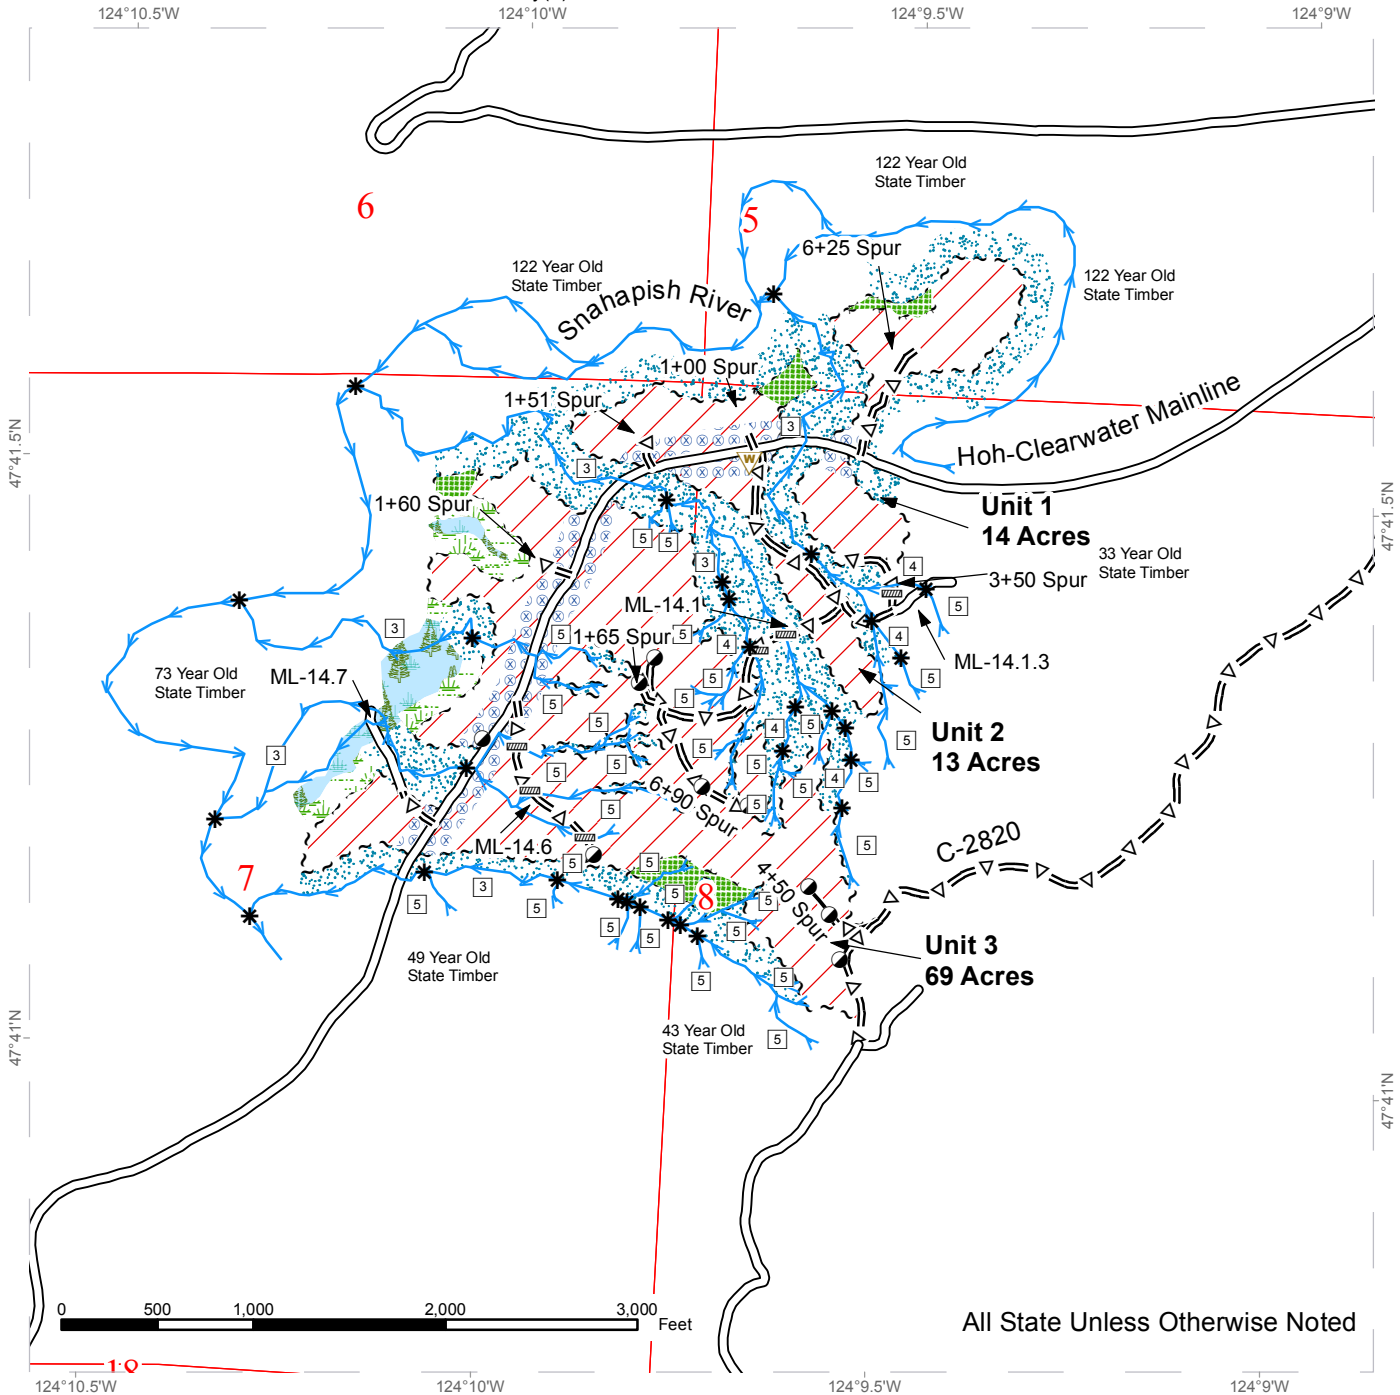 124°10.5'W
124°10'W
124°9.5'W
124°9'W
122 Year Old
State Timber
6
5
6+25 Spur
122 Year Old
State Timber
122 Year Old
State Timber
Snahapish River
1+00 Spur
1+51 Spur
Hoh-Clearwater Mainline
3
W
3
47°41.5'N
47°41.5'N
1+60 Spur
Unit 1
14 Acres
5
5
3
4
33 Year Old
State Timber
3+50 Spur
ML-14.1
5
3
5
1+65 Spur
5
4
4
ML-14.1.3
73 Year Old
State Timber
ML-14.7
5
5
5
5
5
4
5
Unit 2
13 Acres
5
3
5
5
5
5
5
4
5
5
5
6+90 Spur
5
C-2820
ML-14.6
5
5
5
7
3
5
8
5
4+50 Spur
5
5
5
5
5
Unit 3
69 Acres
49 Year Old
State Timber
5
5
43 Year Old
State Timber
5
47°41'N
47°41'N
0
500
1,000
2,000
3,000
Feet
All State Unless Otherwise Noted
18
124°10.5'W
124°10'W
124°9.5'W
124°9'W